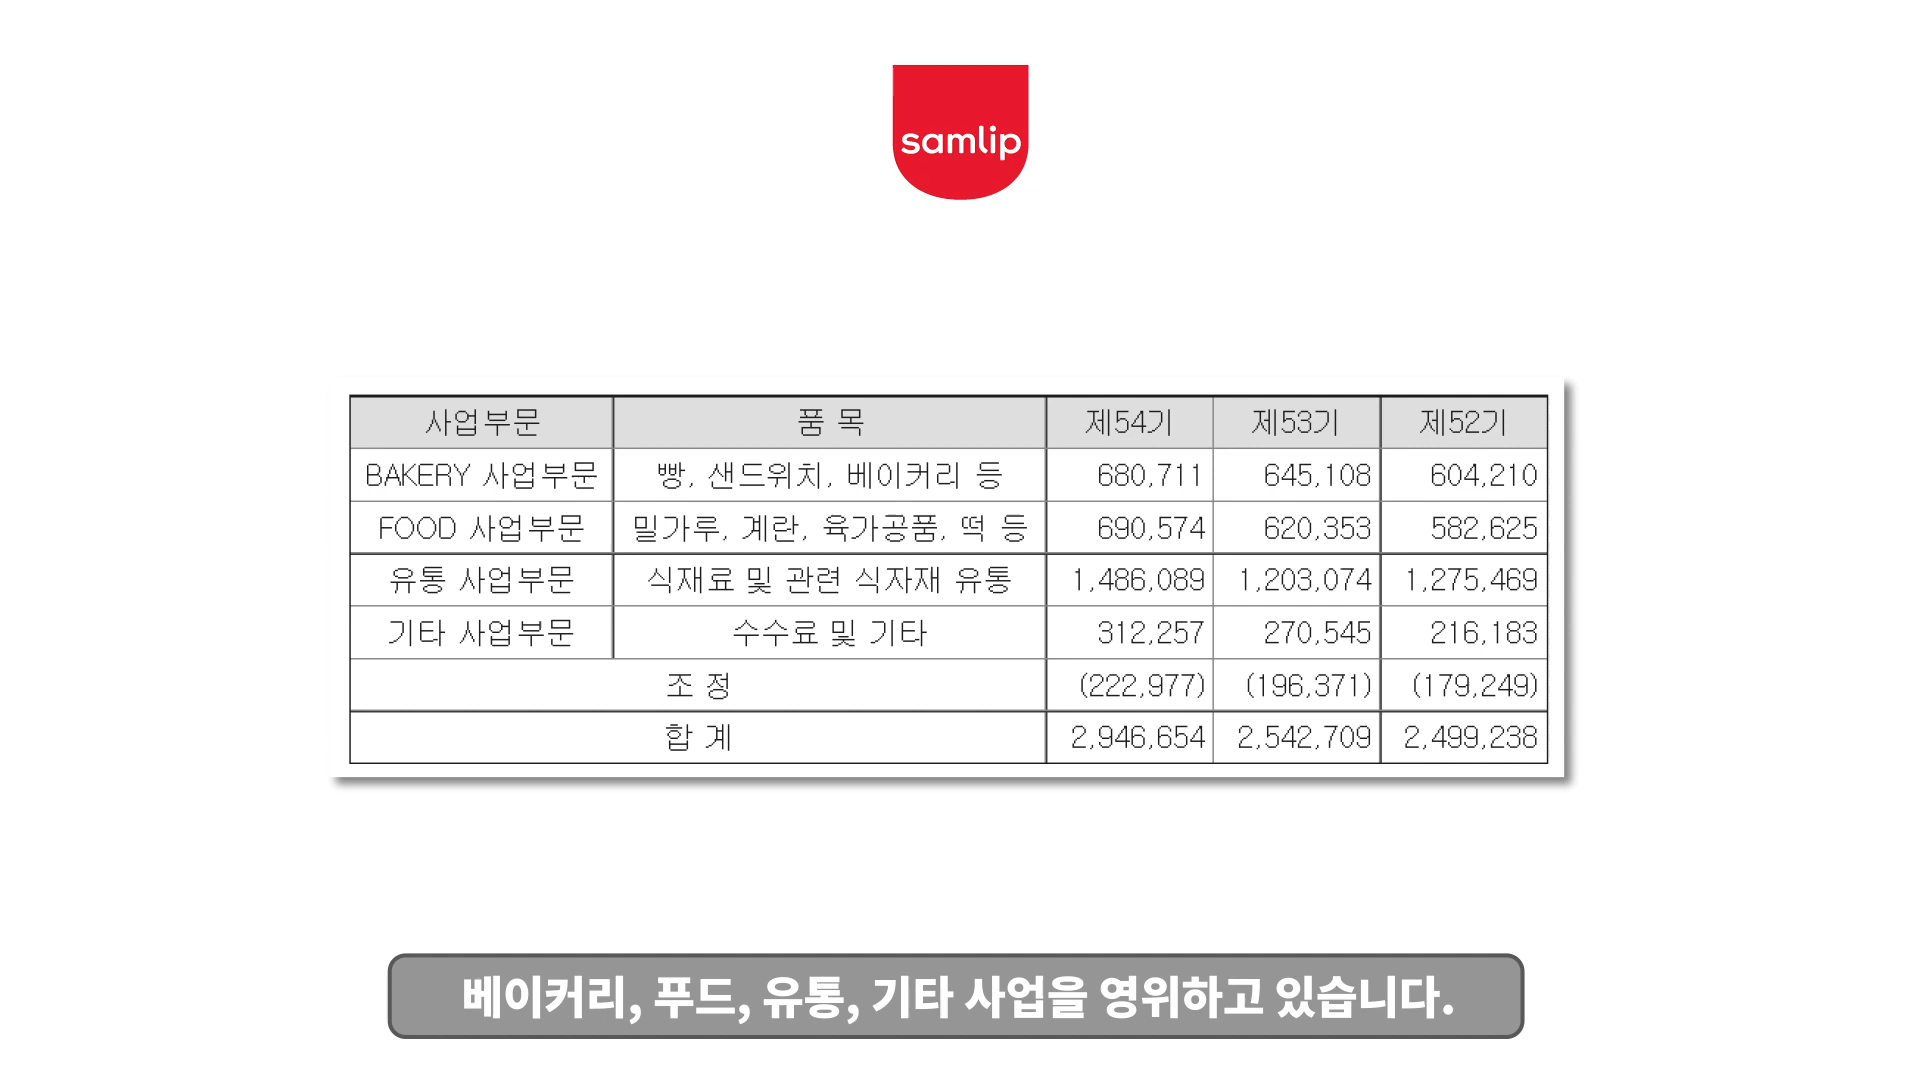 samlip
사업부문 품 목 제54기 제53기 제52기
BAKERY 사업부문 빵, 샌드위치, 베이커리 등 680,711 645,108 604,210
FOOD 사업부문 밀가루, 계란, 육가공품, 떡 등 690,574 620,353 582,625
유통 사업부문 식재료 및 관련 식자재 유통 1,486,089 1,203,074 1,275,469
기타 사업부문 수수료 및 기타 312,257 270,545 216,183
조 정 (222,977) (196,371) (179,249)
합 계 2,946,654 2,542,709 2,499,238
베이커리, 푸드, 유통, 기타 사업을 영위하고 있습니다.